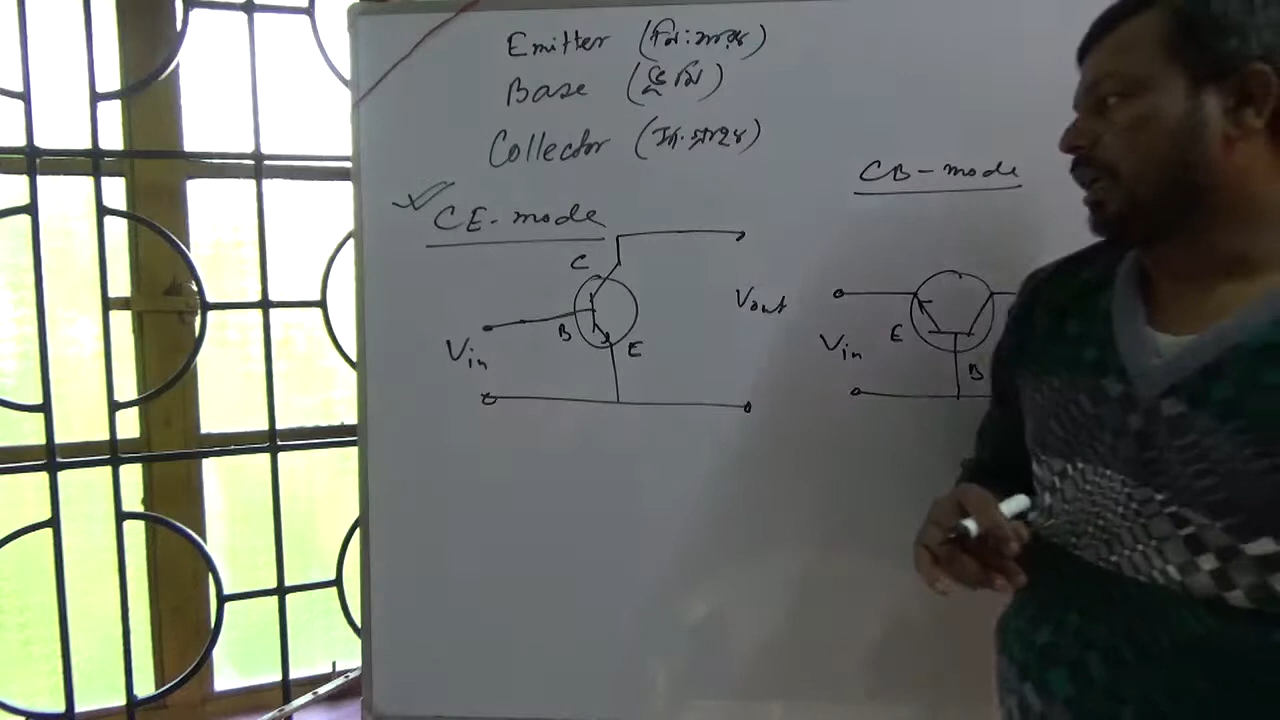 Emitter (নিঃসারক)
Base (ভূমি)
Collector (সংগ্রাহক)
CE-mode
CB-mode
C
B
E
Vin
Vout
E
B
Vin